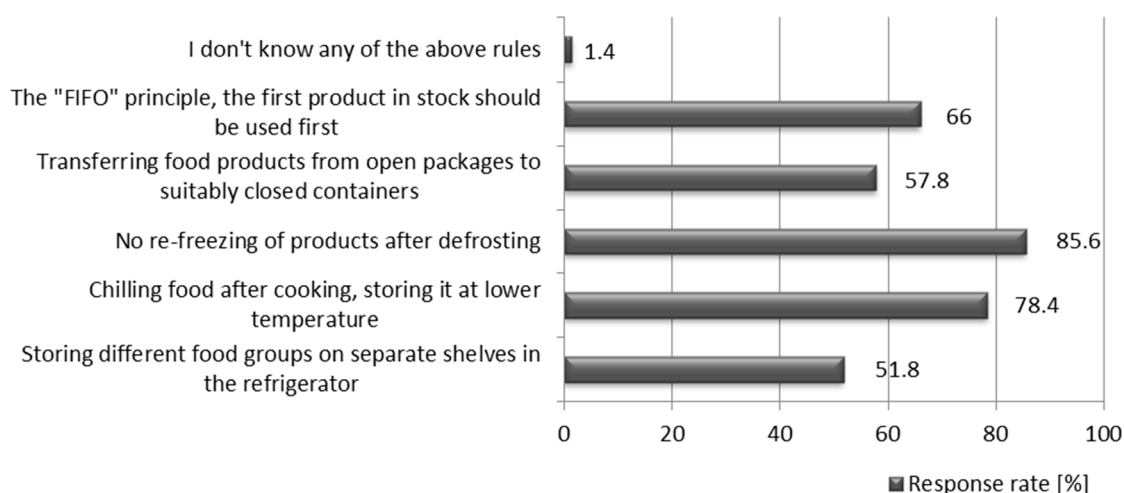 I don't know any of the above rules
1.4
The "FIFO" principle, the first product in stock should
be used first
66
Transferring food products from open packages to
suitably closed containers
57.8
No re-freezing of products after defrosting
85.6
Chilling food after cooking, storing it at lower
temperature
78.4
Storing different food groups on separate shelves in
the refrigerator
51.8
0 20 40 60 80 100
Response rate [%]